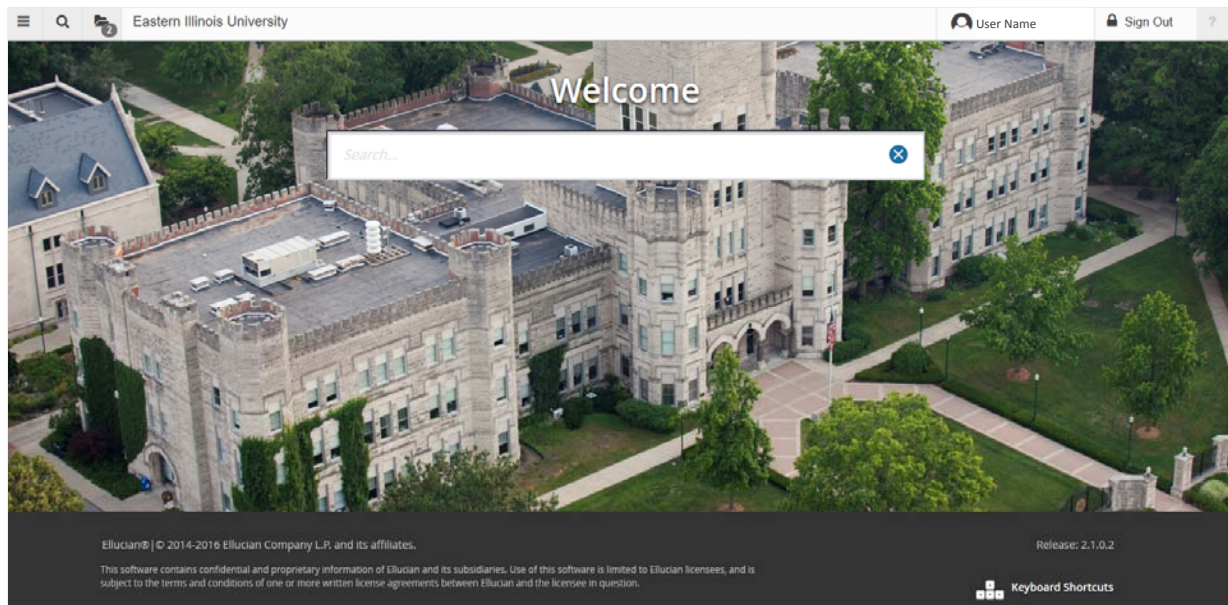 2
Eastern Illinois University
User Name
Sign Out
?
Welcome
Search...
Ellucian®|© 2014-2016 Ellucian Company L.P. and its affiliates.
Release: 2.1.0.2
This software contains confidential and proprietary information of Ellucian and its subsidiaries. Use of this software is limited to Ellucian licensees, and is
subject to the terms and conditions of one or more written license agreements between Ellucian and the licensee in question.
Keyboard Shortcuts